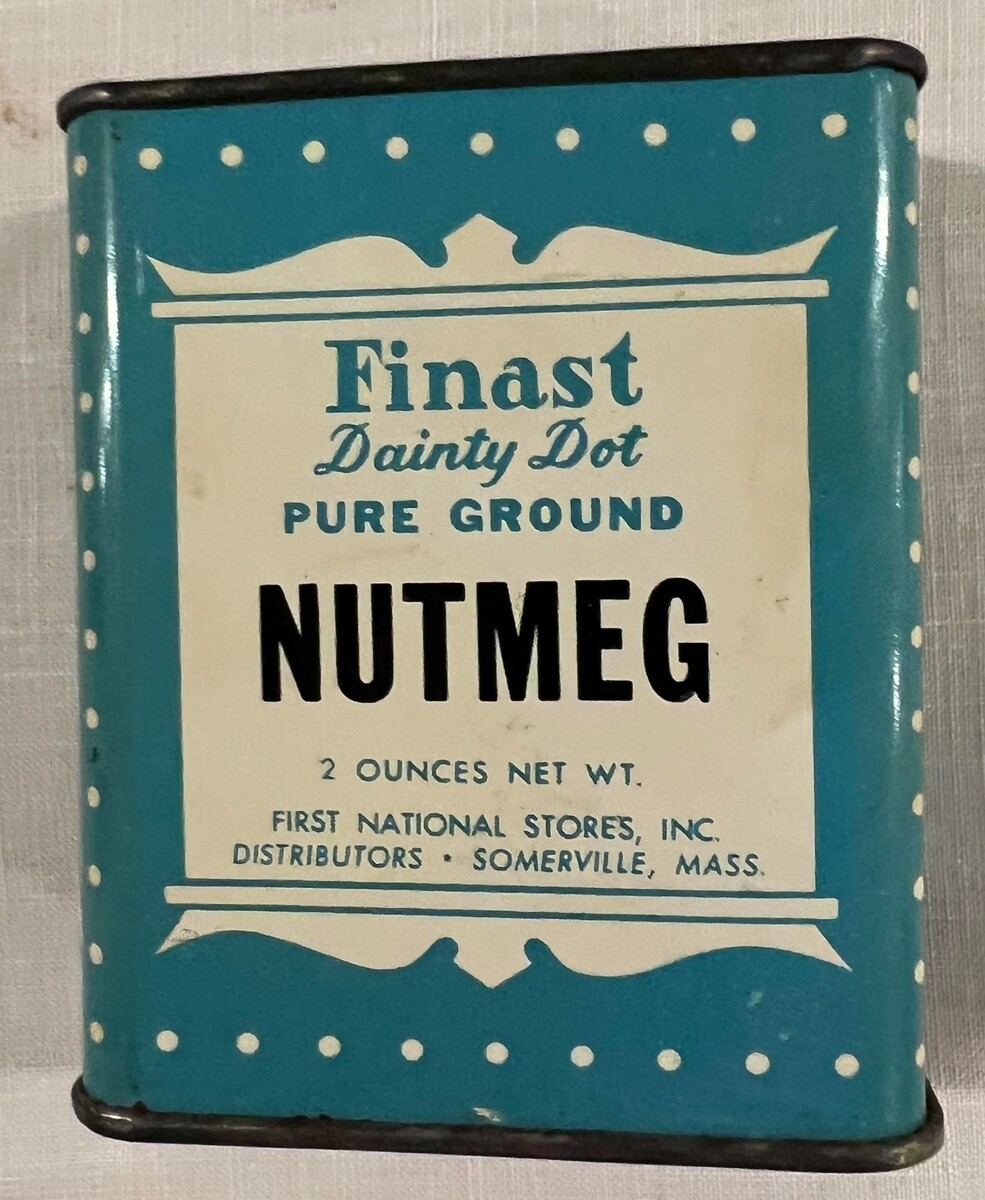 Finast
Dainty Dot
PURE GROUND
NUTMEG
2 OUNCES NET WT.
FIRST NATIONAL STORES, INC.
DISTRIBUTORS • SOMERVILLE, MASS.